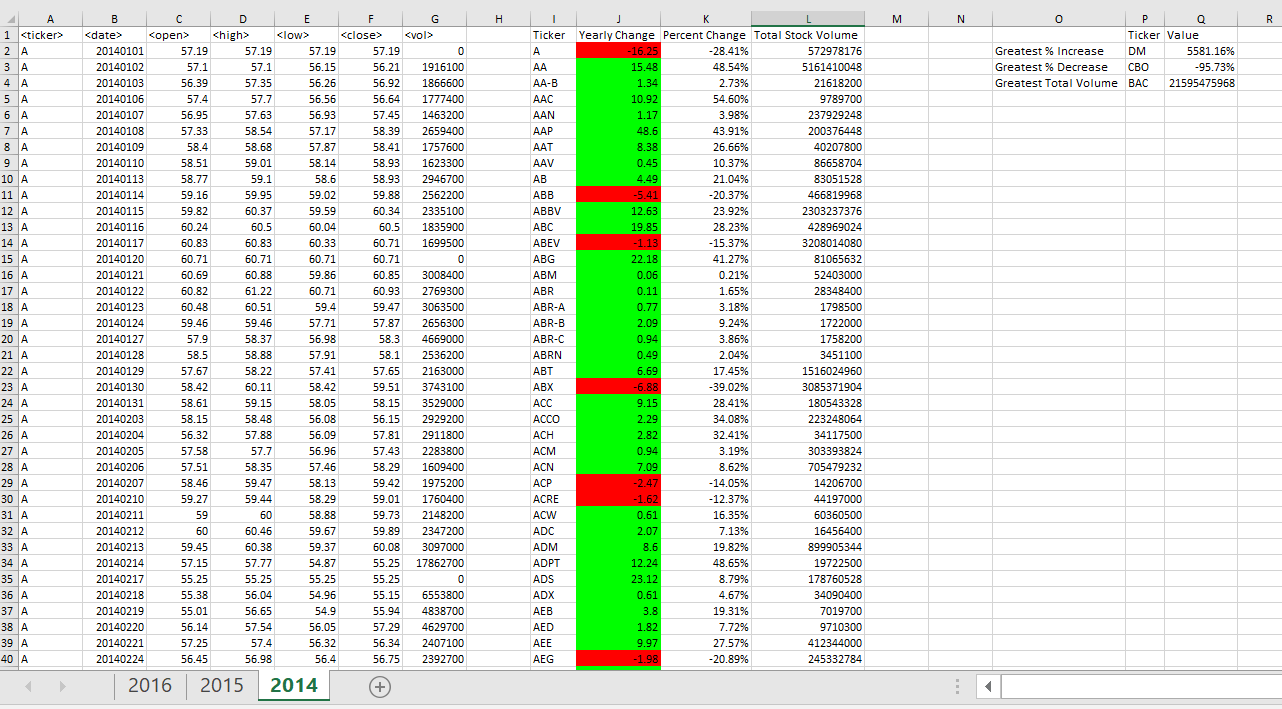 A B C D E F G H I J K L M N O P Q R
1 <ticker> <date> <open> <high> <low> <close> <vol> Ticker Yearly Change Percent Change Total Stock Volume Ticker Value
2 A 20140101 57.19 57.19 57.19 57.19 0 A -16.25 -28.41% 572978176 Greatest % Increase DM 5581.16%
3 A 20140102 57.1 57.1 56.15 56.21 1916100 AA 15.48 48.54% 5161410048 Greatest % Decrease CBO -95.73%
4 A 20140103 56.39 57.35 56.26 56.92 1866600 AA-B 1.34 2.73% 21618200 Greatest Total Volume BAC 21595475968
5 A 20140106 57.4 57.7 56.56 56.64 1777400 AAC 10.92 54.60% 9789700
6 A 20140107 56.95 57.63 56.93 57.45 1463200 AAN 1.17 3.98% 237929248
7 A 20140108 57.33 58.54 57.17 58.39 2659400 AAP 48.6 43.91% 200376448
8 A 20140109 58.4 58.68 57.87 58.41 1757600 AAT 8.38 26.66% 40207800
9 A 20140110 58.51 59.01 58.14 58.93 1623300 AAV 0.45 10.37% 86658704
10 A 20140113 58.77 59.1 58.6 58.93 2946700 AB 4.49 21.04% 83051528
11 A 20140114 59.16 59.95 59.02 59.88 2562200 ABB -5.41 -20.37% 466819968
12 A 20140115 59.82 60.37 59.59 60.34 2335100 ABBV 12.63 23.92% 2303237376
13 A 20140116 60.24 60.5 60.04 60.5 1835900 ABC 19.85 28.23% 428969024
14 A 20140117 60.83 60.83 60.33 60.71 1699500 ABEV -1.13 -15.37% 3208014080
15 A 20140120 60.71 60.71 60.71 60.71 0 ABG 22.18 41.27% 81065632
16 A 20140121 60.69 60.88 59.86 60.85 3008400 ABM 0.06 0.21% 52403000
17 A 20140122 60.82 61.22 60.71 60.93 2769300 ABR 0.11 1.65% 28348400
18 A 20140123 60.48 60.51 59.4 59.47 3063500 ABR-A 0.77 3.18% 1798500
19 A 20140124 59.46 59.46 57.71 57.87 2656300 ABR-B 2.09 9.24% 1722000
20 A 20140127 57.9 58.37 56.98 58.3 4669000 ABR-C 0.94 3.86% 1758200
21 A 20140128 58.5 58.88 57.91 58.1 2536200 ABRN 0.49 2.04% 3451100
22 A 20140129 57.67 58.22 57.41 57.65 2163000 ABT 6.69 17.45% 1516024960
23 A 20140130 58.42 60.11 58.42 59.51 3743100 ABX -6.88 -39.02% 3085371904
24 A 20140131 58.61 59.15 58.05 58.15 3529000 ACC 9.15 28.41% 180543328
25 A 20140203 58.15 58.48 56.08 56.15 2929200 ACCO 2.29 34.08% 223248064
26 A 20140204 56.32 57.88 56.09 57.81 2911800 ACH 2.82 32.41% 34117500
27 A 20140205 57.58 57.7 56.96 57.43 2283800 ACM 0.94 3.19% 303393824
28 A 20140206 57.51 58.35 57.46 58.29 1609400 ACN 7.09 8.62% 705479232
29 A 20140207 58.46 59.47 58.13 59.42 1975200 ACP -2.47 -14.05% 14206700
30 A 20140210 59.27 59.44 58.29 59.01 1760400 ACRE -1.62 -12.37% 44197000
31 A 20140211 59 60 58.88 59.73 2148200 ACW 0.61 16.35% 60360500
32 A 20140212 60 60.46 59.67 59.89 2347200 ADC 2.07 7.13% 16456400
33 A 20140213 59.45 60.38 59.37 60.08 3097000 ADM 8.6 19.82% 899905344
34 A 20140214 57.15 57.77 54.87 55.25 17862700 ADPT 12.24 48.65% 19722500
35 A 20140217 55.25 55.25 55.25 55.25 0 ADS 23.12 8.79% 178760528
36 A 20140218 55.38 56.04 54.96 55.15 6553800 ADX 0.61 4.67% 34090400
37 A 20140219 55.01 56.65 54.9 55.94 4838700 AEB 3.8 19.31% 7019700
38 A 20140220 56.14 57.54 56.05 57.29 4629700 AED 1.82 7.72% 9710300
39 A 20140221 57.25 57.4 56.32 56.34 2407100 AEE 9.97 27.57% 412344000
40 A 20140224 56.45 56.98 56.4 56.75 2392700 AEG -1.98 -20.89% 245332784
2016 2015 2014